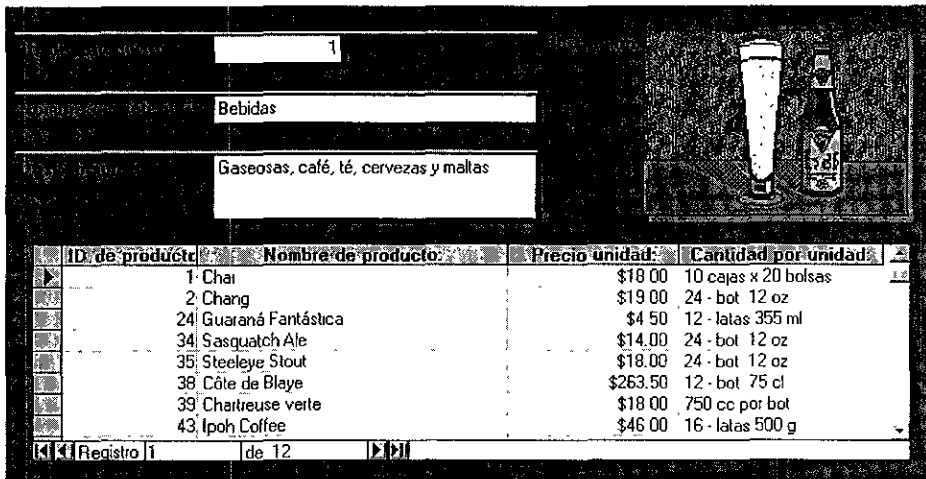 1
Bebidas
Gaseosas, café, té, cervezas y maltas
ID de producto Nombre de producto: Precio unidad: Cantidad por unidad:
1 Chai $18 00 10 cajas x 20 bolsas
2 Chang $19 00 24 - bot 12 oz
24 Guaraná Fantástica $4 50 12 - latas 355 ml
34 Sasquatch Ale $14.00 24 - bot 12 oz
35 Steeleye Stout $18.00 24 - bot 12 oz
38 Côte de Blaye $263.50 12 - bot 75 cl
39 Chartreuse verte $18 00 750 cc por bot
43 Ipoh Coffee $46 00 16 - latas 500 g
Registro 1 de 12